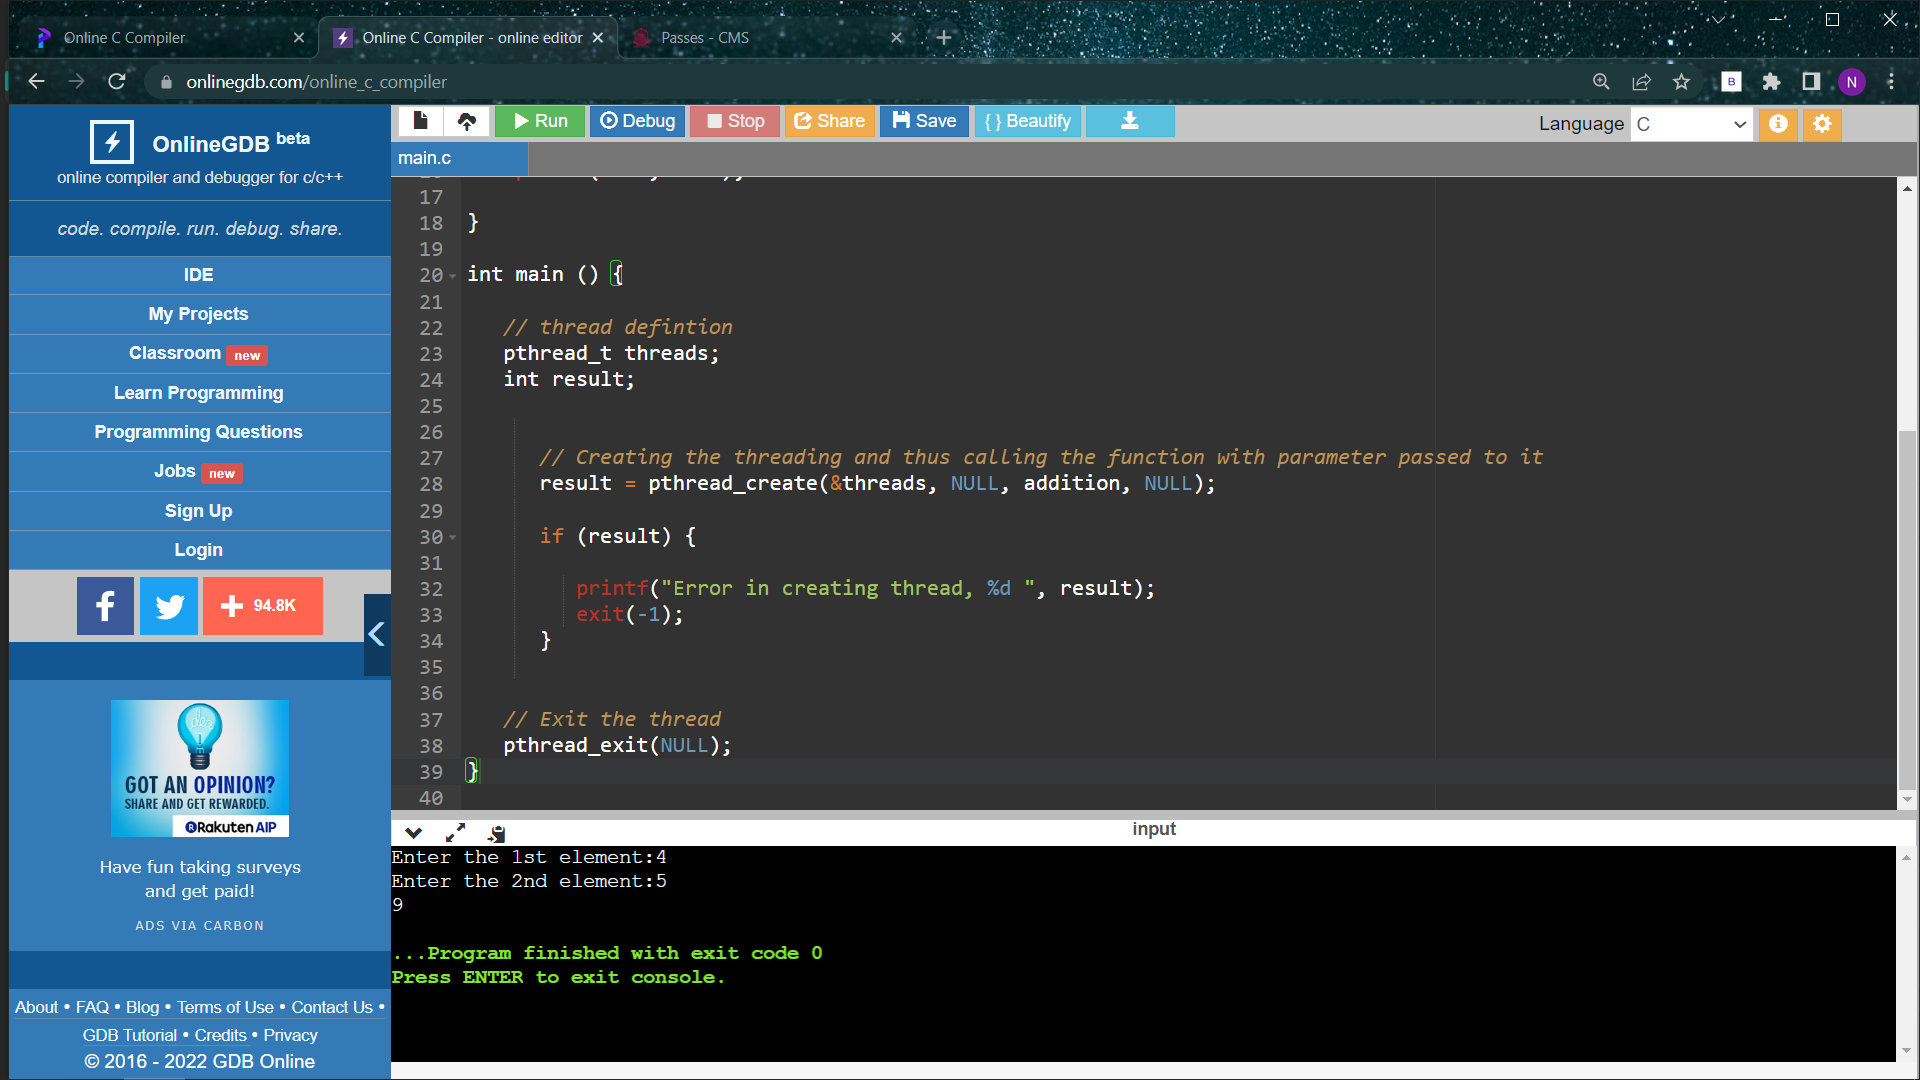 Online C Compiler
Online C Compiler - online editor
Passes - CMS
onlinegdb.com/online_c_compiler
B
N
OnlineGDB beta
online compiler and debugger for c/c++
code. compile. run. debug. share.
IDE
My Projects
Classroom new
Learn Programming
Programming Questions
Jobs new
Sign Up
Login
94.8K
idea
GOT AN OPINION?
SHARE AND GET REWARDED.
Rakuten AIP
Have fun taking surveys
and get paid!
ADS VIA CARBON
About • FAQ • Blog • Terms of Use • Contact Us •
GDB Tutorial • Credits • Privacy
© 2016 - 2022 GDB Online
Run Debug Stop Share Save { } Beautify
Language C
main.c
17
18 }
19
20 int main () {
21
22 // thread defintion
23 pthread_t threads;
24 int result;
25
26
27 // Creating the threading and thus calling the function with parameter passed to it
28 result = pthread_create(&threads, NULL, addition, NULL);
29
30 if (result) {
31
32 printf("Error in creating thread, %d ", result);
33 exit(-1);
34 }
35
36
37 // Exit the thread
38 pthread_exit(NULL);
39 }
40
input
Enter the 1st element:4
Enter the 2nd element:5
9
...Program finished with exit code 0
Press ENTER to exit console.